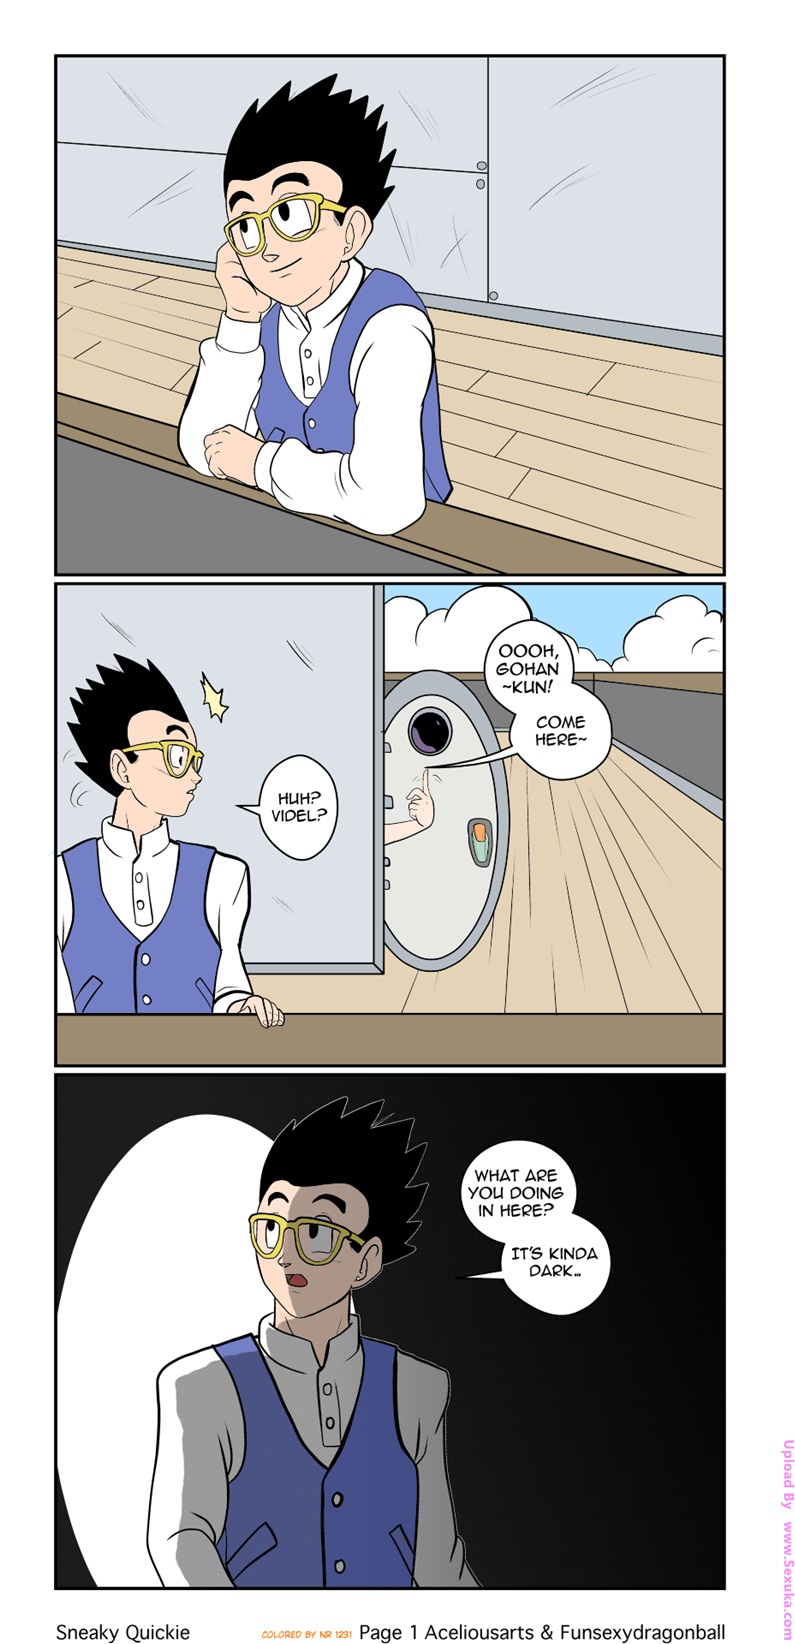 HUH?
VIDEL?
OOOH,
GOHAN
~KUN!
COME
HERE~
WHAT ARE
YOU DOING
IN HERE?
IT'S KINDA
DARK...
Sneaky Quickie
COLORED BY NR 1231
Page 1 Aceliousarts & Funsexydragonball
Upload By www.Sexuka.com